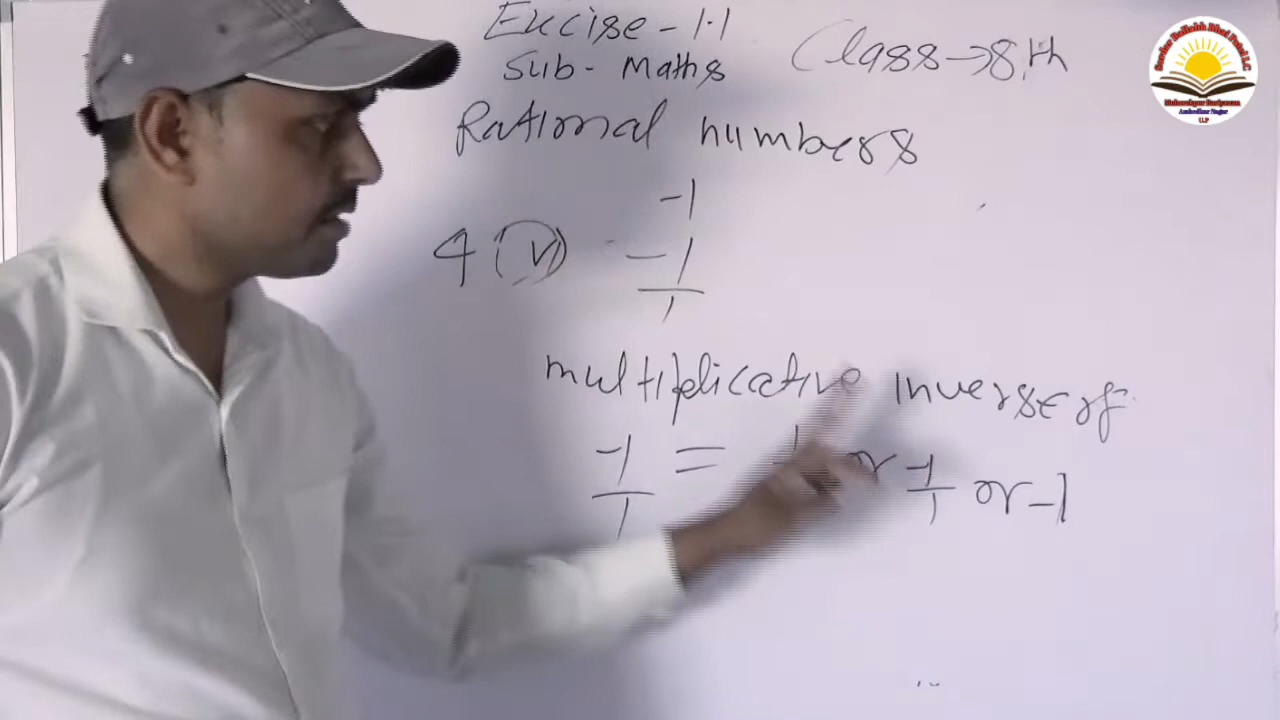 Excise - 1.1
Sub - Maths
Class → 8th
Rational numbers
4 (v)
-1
-1
1
multiplicative inverse of
-1
1
=
or
-1
1
or -1
U.P